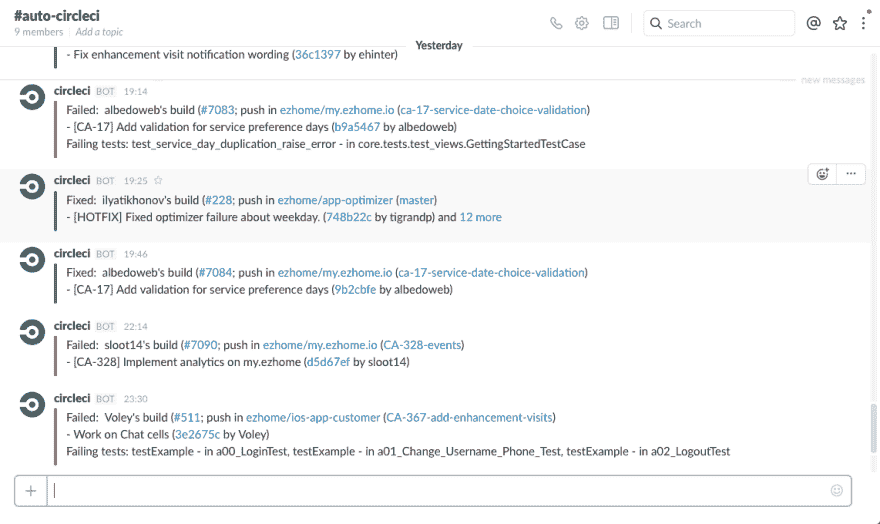 #auto-circleci
9 members | Add a topic
Search
Yesterday
- Fix enhancement visit notification wording (36c1397 by ehinter)
new messages
circleci BOT 19:14
Failed: albedoweb's build (#7083; push in ezhome/my.ezhome.io (ca-17-service-date-choice-validation)
- [CA-17] Add validation for service preference days (b9a5467 by albedoweb)
Failing tests: test_service_day_duplication_raise_error - in core.tests.test_views.GettingStartedTestCase
circleci BOT 19:25
Fixed: ilyatikhonov's build (#228; push in ezhome/app-optimizer (master)
- [HOTFIX] Fixed optimizer failure about weekday. (748b22c by tigrandp) and 12 more
circleci BOT 19:46
Fixed: albedoweb's build (#7084; push in ezhome/my.ezhome.io (ca-17-service-date-choice-validation)
- [CA-17] Add validation for service preference days (9b2cbfe by albedoweb)
circleci BOT 22:14
Failed: sloot14's build (#7090; push in ezhome/my.ezhome.io (CA-328-events)
- [CA-328] Implement analytics on my.ezhome (d5d67ef by sloot14)
circleci BOT 23:30
Failed: Voley's build (#511; push in ezhome/ios-app-customer (CA-367-add-enhancement-visits)
- Work on Chat cells (3e2675c by Voley)
Failing tests: testExample - in a00_LoginTest, testExample - in a01_Change_Username_Phone_Test, testExample - in a02_LogoutTest